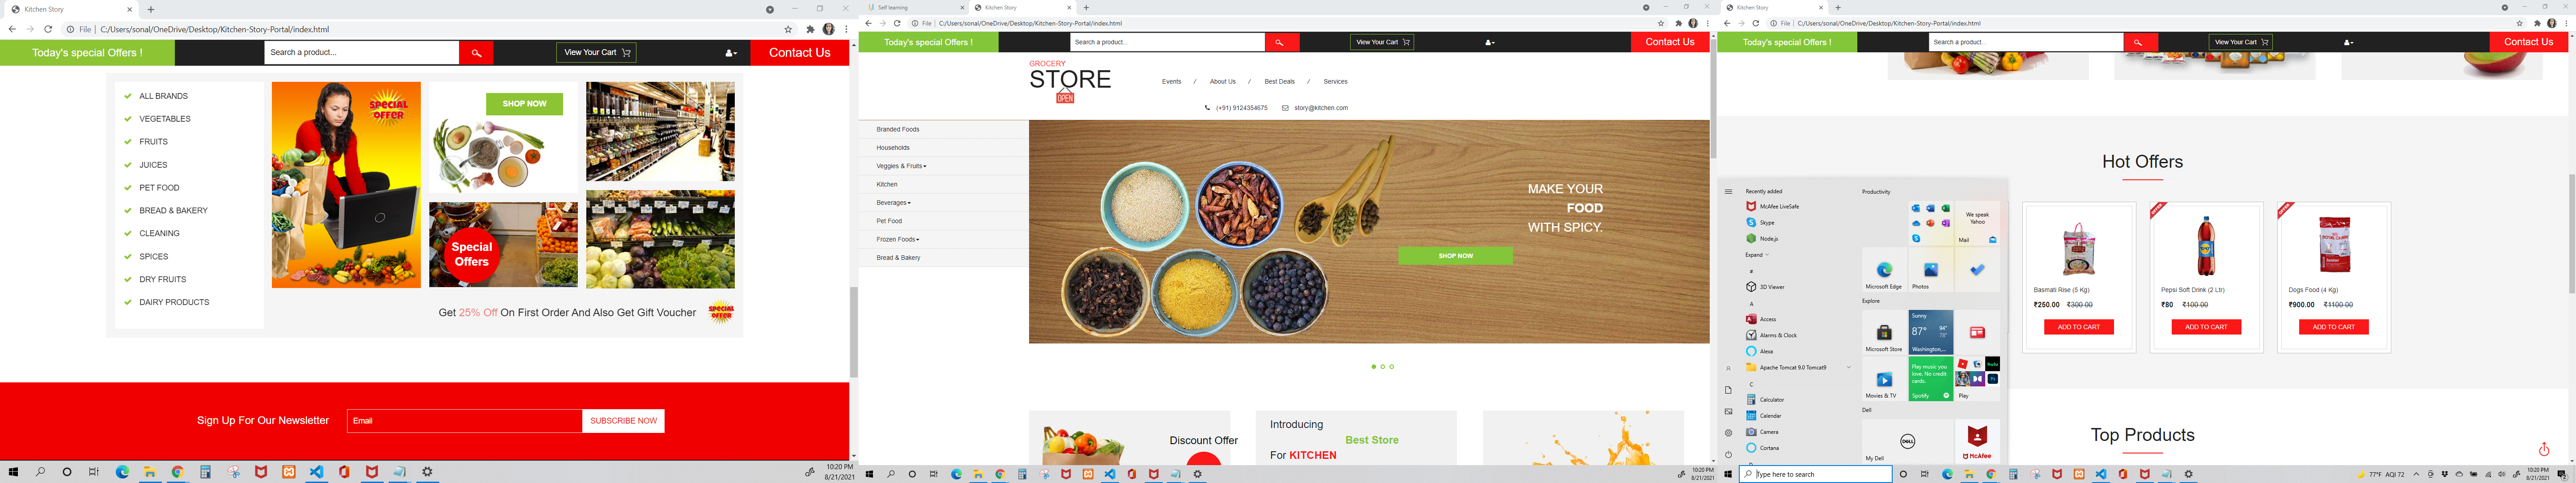 Kitchen Story
File | C:/Users/sonal/OneDrive/Desktop/Kitchen-Story-Portal/index.html
Today's special Offers !
Search a product...
View Your Cart
Contact Us
ALL BRANDS
VEGETABLES
FRUITS
JUICES
PET FOOD
BREAD & BAKERY
CLEANING
SPICES
DRY FRUITS
DAIRY PRODUCTS
SPECIAL
OFFER
SHOP NOW
Special
Offers
Get 25% Off On First Order And Also Get Gift Voucher
SPECIAL
OFFER
Sign Up For Our Newsletter
Email
SUBSCRIBE NOW
10:20 PM
8/21/2021
Self learning
Kitchen Story
File | C:/Users/sonal/OneDrive/Desktop/Kitchen-Story-Portal/index.html
Today's special Offers !
Search a product...
View Your Cart
Contact Us
GROCERY
STORE
OPEN
Events / About Us / Best Deals / Services
(+91) 9124354675
story@kitchen.com
Branded Foods
Households
Veggies & Fruits
Kitchen
Beverages
Pet Food
Frozen Foods
Bread & Bakery
MAKE YOUR
FOOD
WITH SPICY.
SHOP NOW
Discount Offer
Introducing
Best Store
For KITCHEN
10:20 PM
8/21/2021
Kitchen Story
File | C:/Users/sonal/OneDrive/Desktop/Kitchen-Story-Portal/index.html
Today's special Offers !
Search a product...
View Your Cart
Contact Us
Hot Offers
Basmati Rise (5 Kg)
₹250.00 ₹300.00
ADD TO CART
Pepsi Soft Drink (2 Ltr)
₹80 ₹100.00
ADD TO CART
Dogs Food (4 Kg)
₹900.00 ₹1100.00
ADD TO CART
Top Products
Recently added
McAfee LiveSafe
Skype
Node.js
Expand
#
3D Viewer
A
Access
Alarms & Clock
Alexa
Apache Tomcat 9.0 Tomcat9
C
Calculator
Calendar
Camera
Cortana
Productivity
We speak
Yahoo
Mail
Microsoft Edge
Photos
Explore
Microsoft Store
Sunny
87° 94°
Washington,...
Movies & TV
Play music you
love. No credit
cards.
Spotify
hulu
Play
Dell
DELL
My Dell
McAfee
Type here to search
77°F AQI 72
10:20 PM
8/21/2021